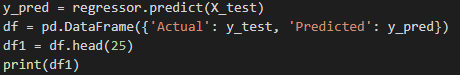 y_pred = regressor.predict(X_test)
df = pd.DataFrame({'Actual': y_test, 'Predicted': y_pred})
df1 = df.head(25)
print(df1)